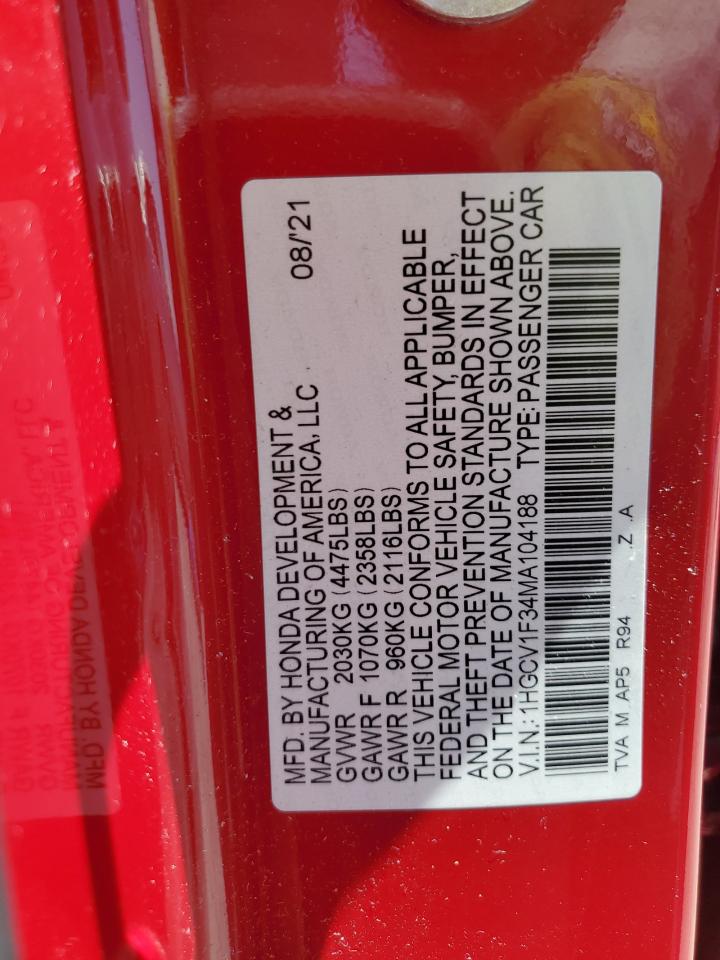 MFD. BY HONDA DEVELOPMENT &
MANUFACTURING OF AMERICA, LLC 08/'21
GVWR 2030KG (4475LBS)
GAWR F 1070KG (2358LBS)
GAWR R 960KG (2116LBS)
THIS VEHICLE CONFORMS TO ALL APPLICABLE
FEDERAL MOTOR VEHICLE SAFETY, BUMPER,
AND THEFT PREVENTION STANDARDS IN EFFECT
ON THE DATE OF MANUFACTURE SHOWN ABOVE.
V.I.N.: 1HGCV1F34MA104188 TYPE: PASSENGER CAR
TVA M AP5 R94 .Z .A